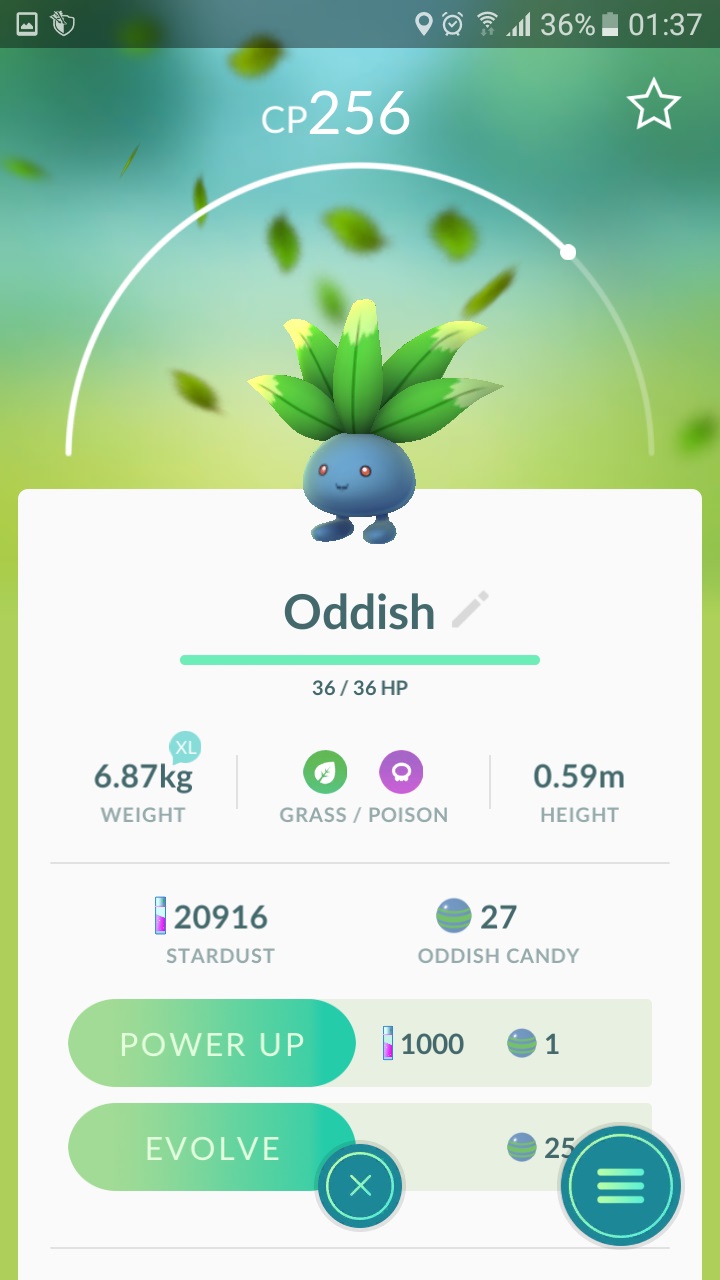 36% 01:37
CP256
Oddish
36 / 36 HP
XL
6.87kg
WEIGHT
GRASS / POISON
0.59m
HEIGHT
20916
STARDUST
27
ODDISH CANDY
POWER UP 1000 1
EVOLVE 25